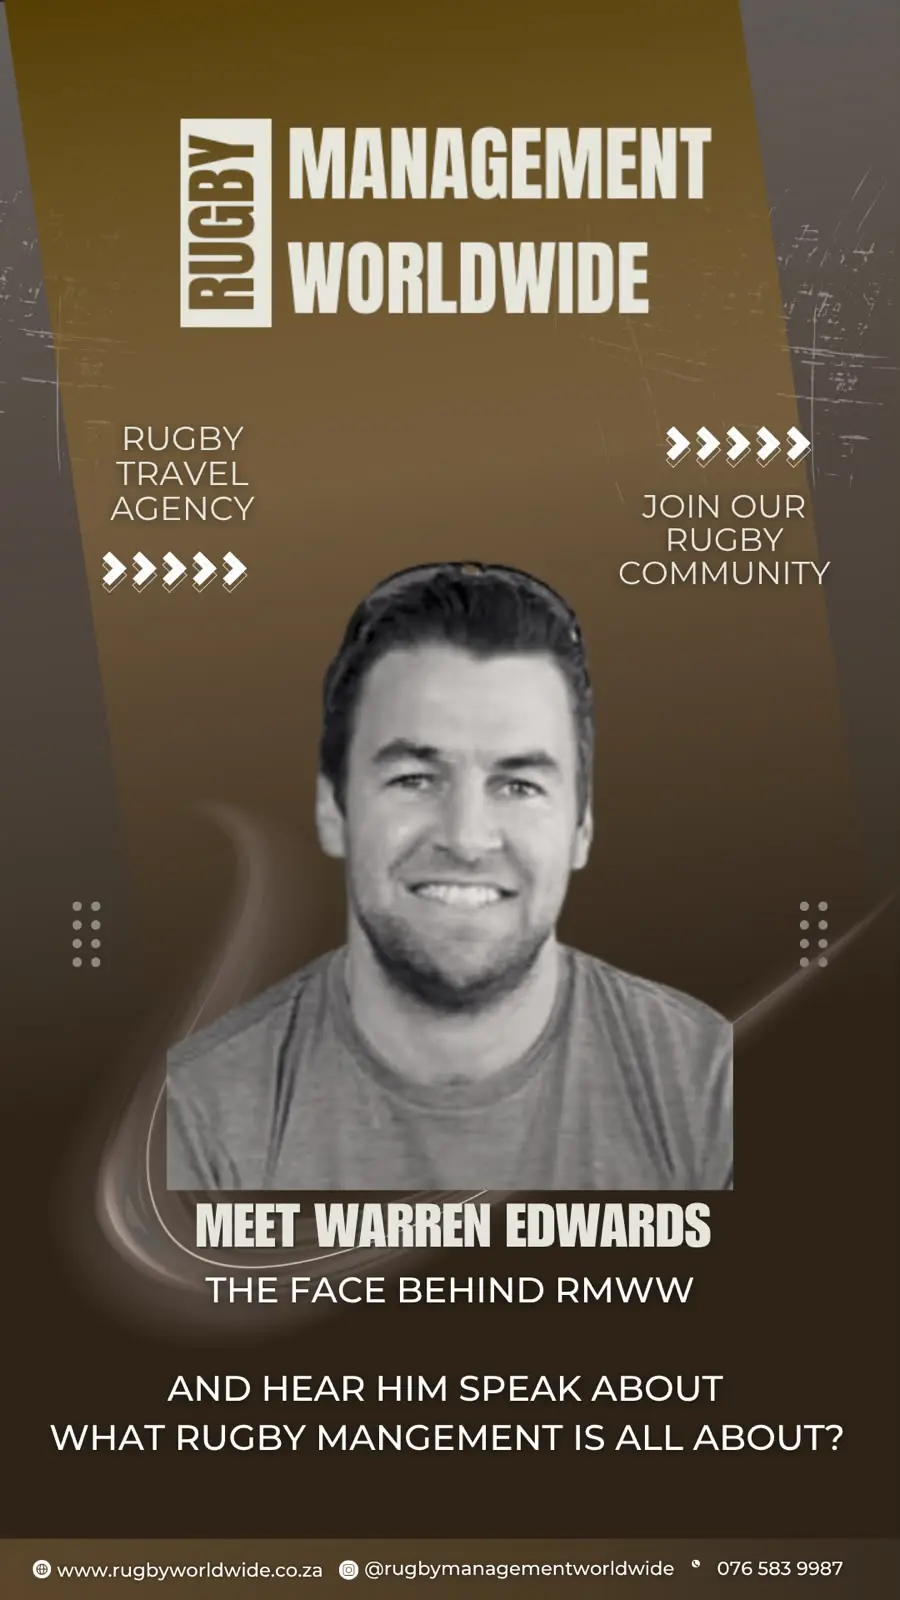 RUGBY
MANAGEMENT
WORLDWIDE
RUGBY
TRAVEL
AGENCY
JOIN OUR
RUGBY
COMMUNITY
MEET WARREN EDWARDS
THE FACE BEHIND RMWW
AND HEAR HIM SPEAK ABOUT
WHAT RUGBY MANGEMENT IS ALL ABOUT?
www.rugbyworldwide.co.za @rugbymanagementworldwide 076 583 9987